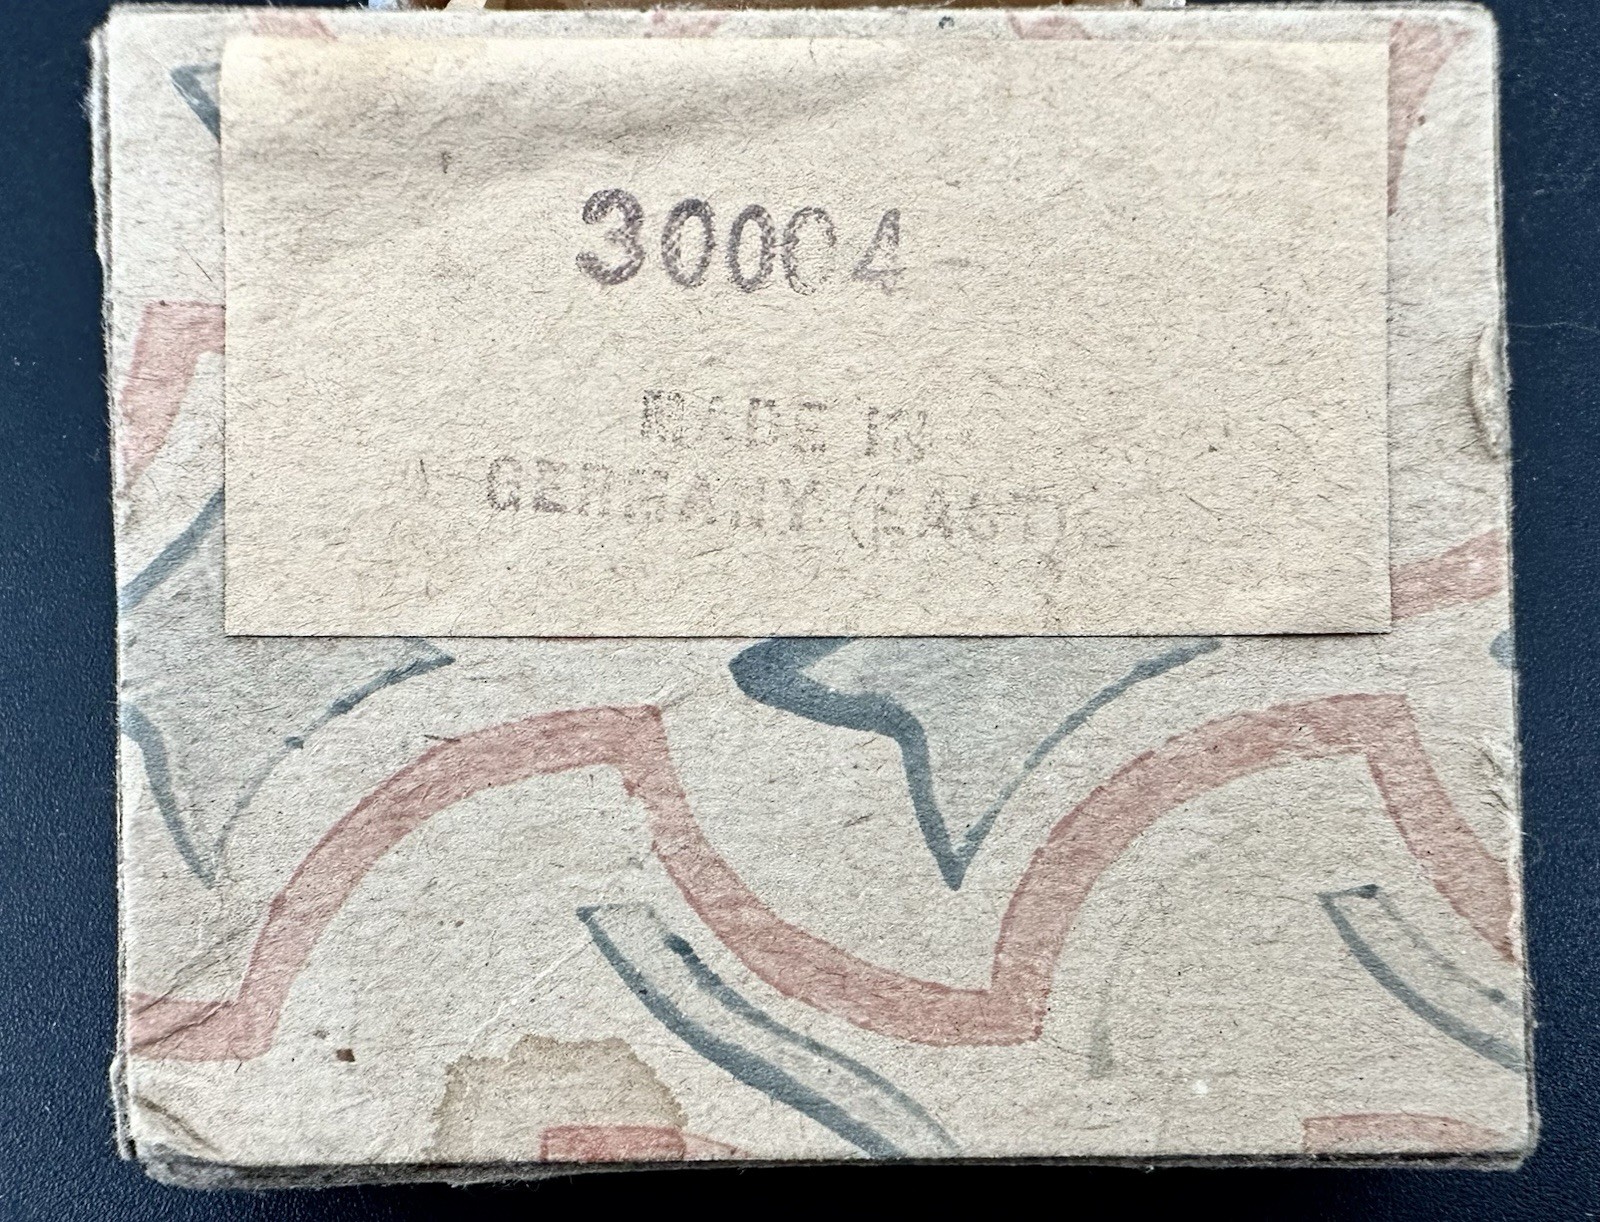 30004
MADE IN
GERMANY (EAST)